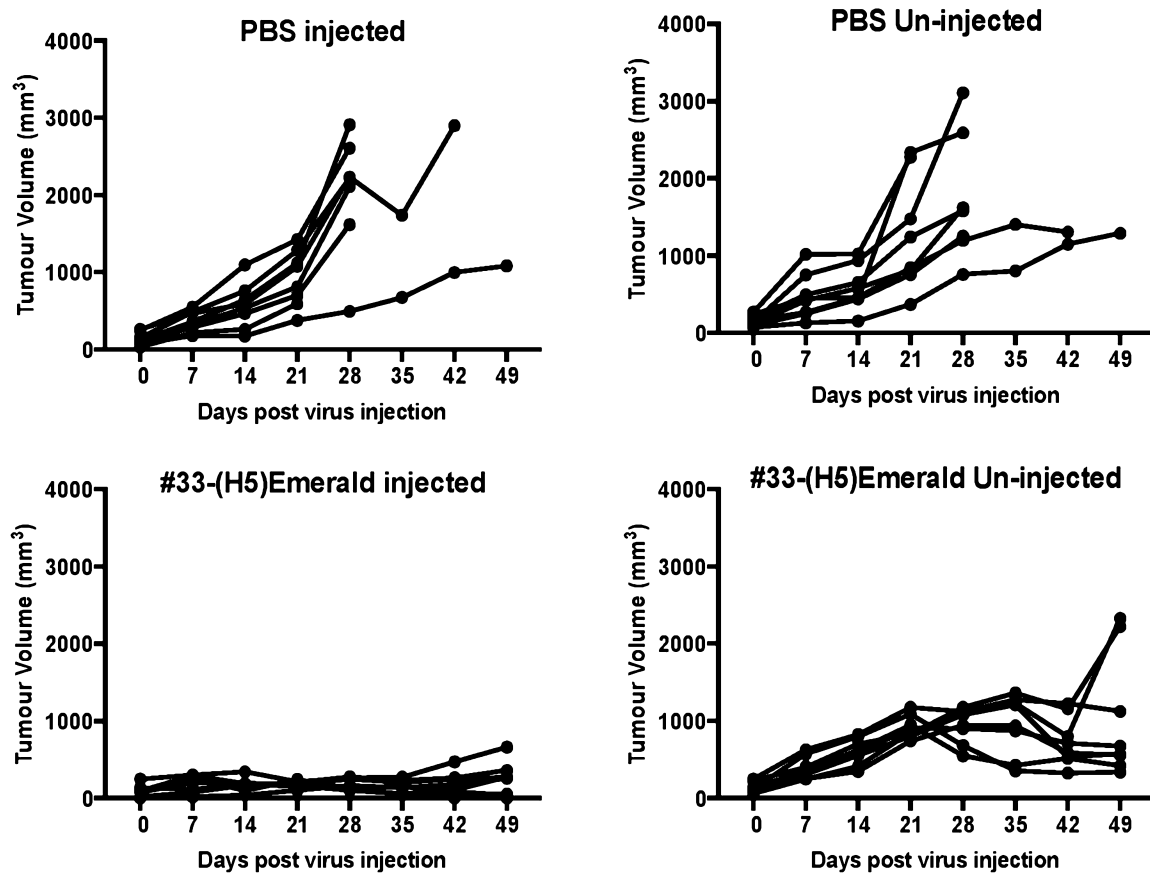 PBS injected
4000
3000
2000
1000
0
Tumour Volume (mm³)
0 7 14 21 28 35 42 49
Days post virus injection
PBS Un-injected
4000
3000
2000
1000
0
Tumour Volume (mm³)
0 7 14 21 28 35 42 49
Days post virus injection
#33-(H5)Emerald injected
4000
3000
2000
1000
0
Tumour Volume (mm³)
0 7 14 21 28 35 42 49
Days post virus injection
#33-(H5)Emerald Un-injected
4000
3000
2000
1000
0
Tumour Volume (mm³)
0 7 14 21 28 35 42 49
Days post virus injection